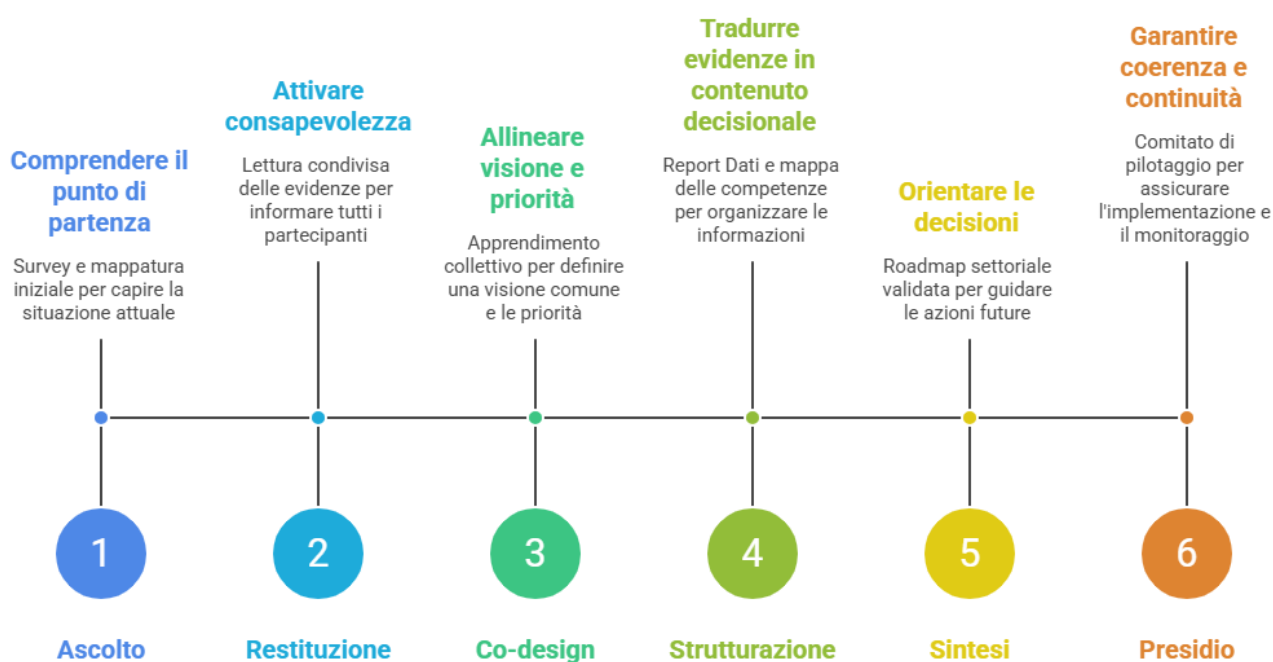 Comprendere il
punto di
partenza
Survey e mappatura
iniziale per capire la
situazione attuale
1
Ascolto
Attivare
consapevolezza
Lettura condivisa
delle evidenze per
informare tutti i
partecipanti
2
Restituzione
Allineare
visione e
priorità
Apprendimento
collettivo per definire
una visione comune
e le priorità
3
Co-design
Tradurre
evidenze in
contenuto
decisionale
Report Dati e mappa
delle competenze
per organizzare le
informazioni
4
Strutturazione
Orientare le
decisioni
Roadmap settoriale
validata per guidare
le azioni future
5
Sintesi
Garantire
coerenza e
continuità
Comitato di
pilotaggio per
assicurare
l'implementazione e
il monitoraggio
6
Presidio